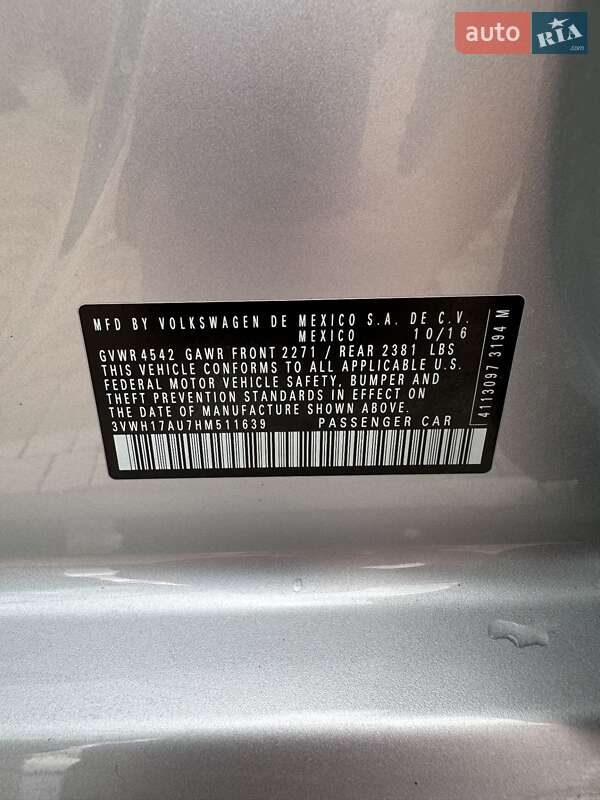 auto RIA .com
MFD BY VOLKSWAGEN DE MEXICO S.A. DE C.V.
MEXICO 10/16
GVWR 4542 GAWR FRONT 2271 / REAR 2381 LBS
THIS VEHICLE CONFORMS TO ALL APPLICABLE U.S.
FEDERAL MOTOR VEHICLE SAFETY, BUMPER AND
THEFT PREVENTION STANDARDS IN EFFECT ON
THE DATE OF MANUFACTURE SHOWN ABOVE.
3VWH17AU7HM511639 PASSENGER CAR
4113097 3194 M